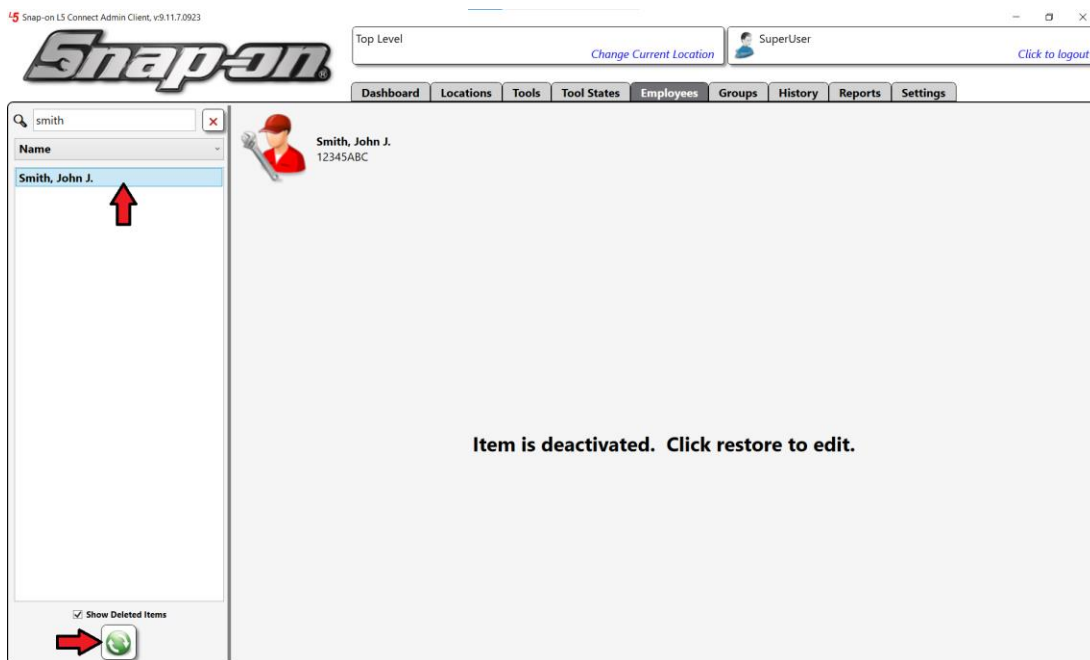 L5 Snap-on L5 Connect Admin Client, v:9.11.7.0923
Snap-on®
Top Level
Change Current Location
SuperUser
Click to logout
Dashboard Locations Tools Tool States Employees Groups History Reports Settings
smith
Name
Smith, John J.
Smith, John J.
12345ABC
Item is deactivated. Click restore to edit.
Show Deleted Items